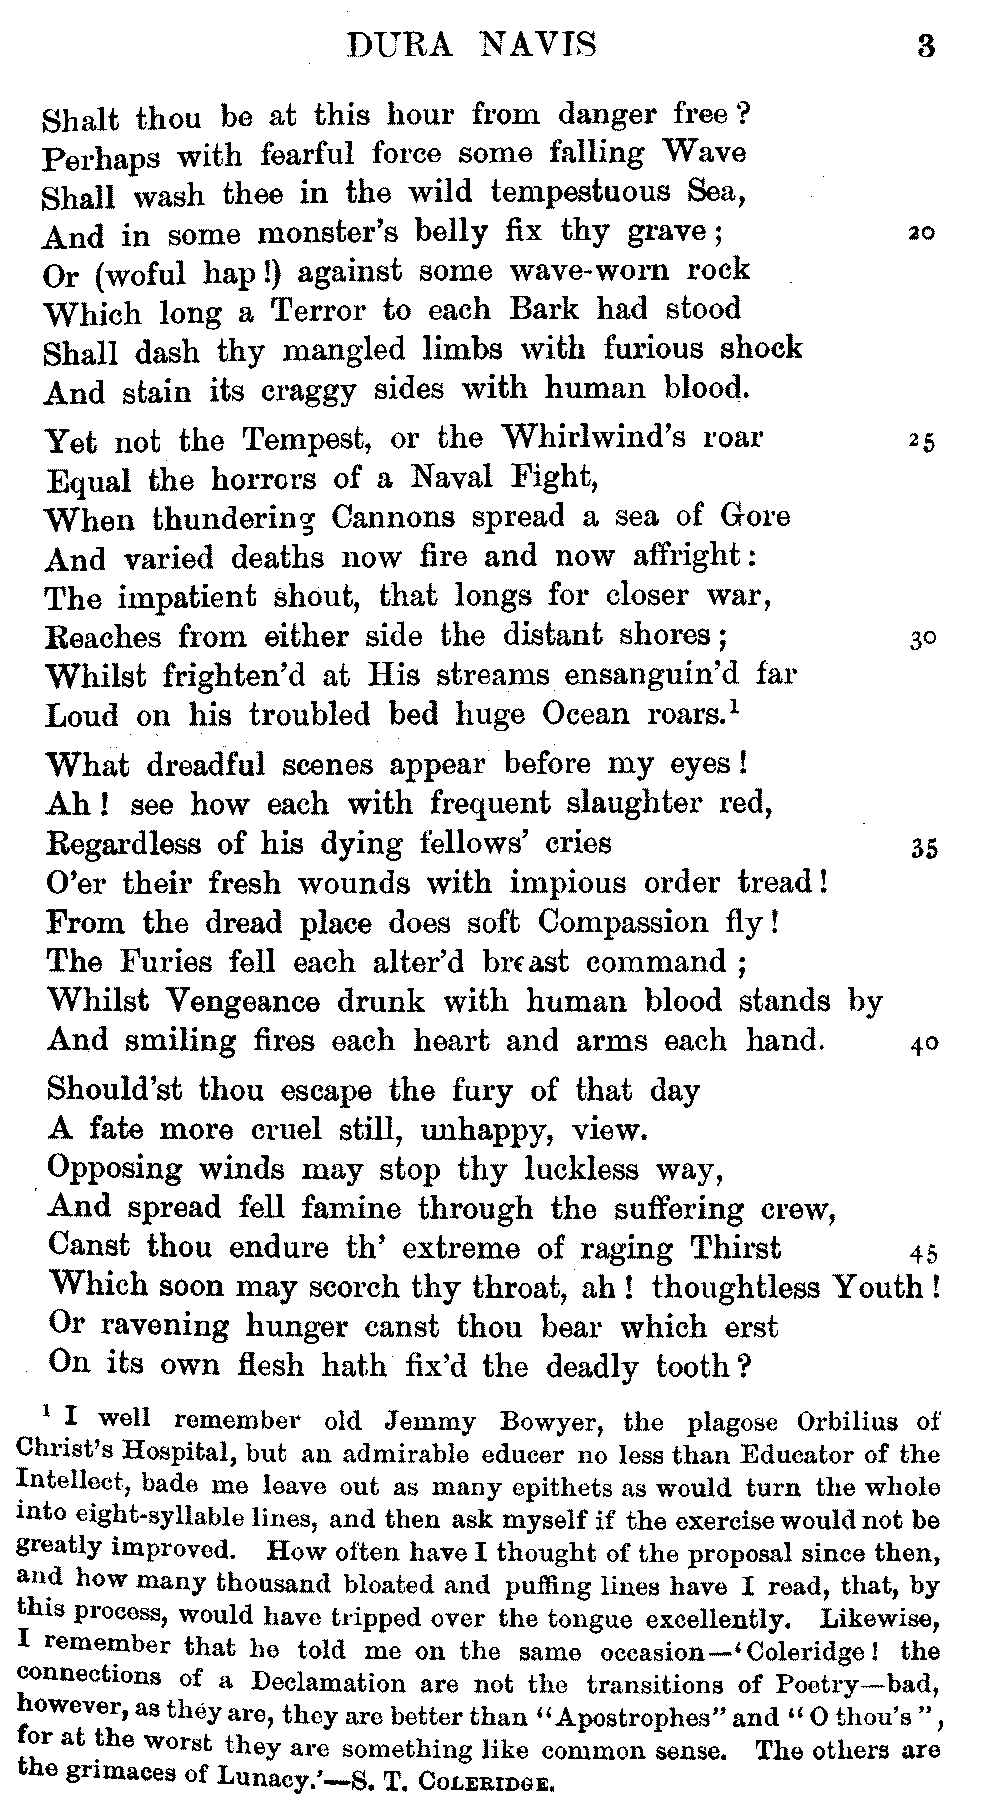 DURA NAVIS 3
Shalt thou be at this hour from danger free?
Perhaps with fearful force some falling Wave
Shall wash thee in the wild tempestuous Sea,
And in some monster's belly fix thy grave; 20
Or (woful hap!) against some wave-worn rock
Which long a Terror to each Bark had stood
Shall dash thy mangled limbs with furious shock
And stain its craggy sides with human blood.
Yet not the Tempest, or the Whirlwind's roar 25
Equal the horrors of a Naval Fight,
When thundering Cannons spread a sea of Gore
And varied deaths now fire and now affright:
The impatient shout, that longs for closer war,
Reaches from either side the distant shores; 30
Whilst frighten'd at His streams ensanguin'd far
Loud on his troubled bed huge Ocean roars.¹
What dreadful scenes appear before my eyes!
Ah! see how each with frequent slaughter red,
Regardless of his dying fellows' cries 35
O'er their fresh wounds with impious order tread!
From the dread place does soft Compassion fly!
The Furies fell each alter'd breast command;
Whilst Vengeance drunk with human blood stands by
And smiling fires each heart and arms each hand. 40
Should'st thou escape the fury of that day
A fate more cruel still, unhappy, view.
Opposing winds may stop thy luckless way,
And spread fell famine through the suffering crew,
Canst thou endure th' extreme of raging Thirst 45
Which soon may scorch thy throat, ah! thoughtless Youth!
Or ravening hunger canst thou bear which erst
On its own flesh hath fix'd the deadly tooth?
¹ I well remember old Jemmy Bowyer, the plagose Orbilius of
Christ's Hospital, but an admirable educer no less than Educator of the
Intellect, bade me leave out as many epithets as would turn the whole
into eight-syllable lines, and then ask myself if the exercise would not be
greatly improved. How often have I thought of the proposal since then,
and how many thousand bloated and puffing lines have I read, that, by
this process, would have tripped over the tongue excellently. Likewise,
I remember that he told me on the same occasion—'Coleridge! the
connections of a Declamation are not the transitions of Poetry—bad,
however, as they are, they are better than "Apostrophes" and "O thou's",
for at the worst they are something like common sense. The others are
the grimaces of Lunacy.'—S. T. COLERIDGE.